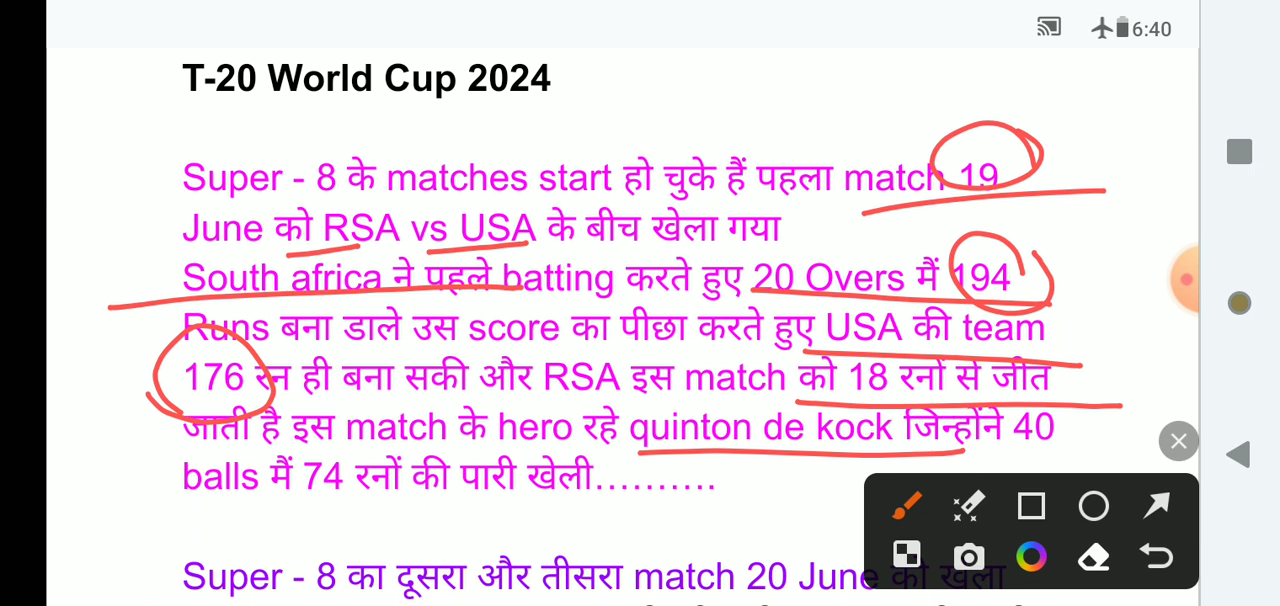 6:40
T-20 World Cup 2024
Super - 8 के matches start हो चुके हैं पहला match 19
June को RSA vs USA के बीच खेला गया
South africa ने पहले batting करते हुए 20 Overs मैं 194
Runs बना डाले उस score का पीछा करते हुए USA की team
176 रन ही बना सकी और RSA इस match को 18 रनों से जीत
जाती है इस match के hero रहे quinton de kock जिन्होंने 40
balls मैं 74 रनों की पारी खेली..........
Super - 8 का दूसरा और तीसरा match 20 June को खेला